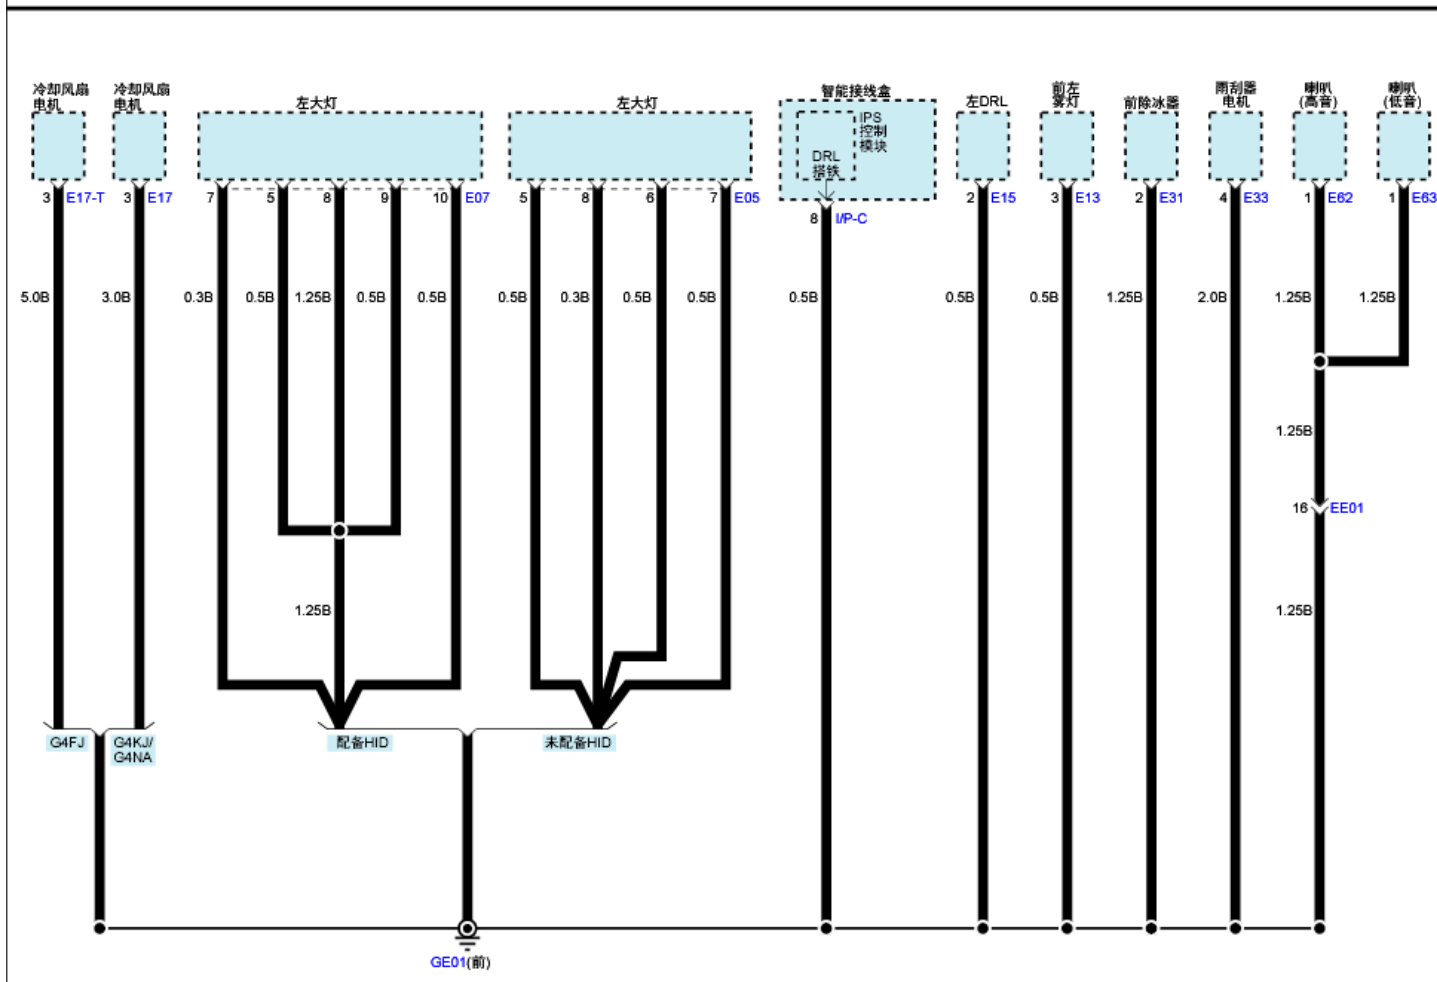 冷却风扇
电机
冷却风扇
电机
左大灯
左大灯
智能接线盒
IPS
控制
模块
DRL
搭铁
左DRL
前左
雾灯
前除冰器
雨刮器
电机
喇叭
(高音)
喇叭
(低音)
3 E17-T
3 E17
7 5 8 9 10 E07
5 8 6 7 E05
8 I/P-C
2 E15
3 E13
2 E31
4 E33
1 E62
1 E63
5.0B 3.0B 0.3B 0.5B 1.25B 0.5B 0.5B 0.5B 0.3B 0.5B 0.5B 0.5B 0.5B 0.5B 1.25B 2.0B 1.25B 1.25B
1.25B
16 EE01
1.25B
1.25B
G4FJ
G4KJ/
G4NA
配备HID
未配备HID
GE01(前)